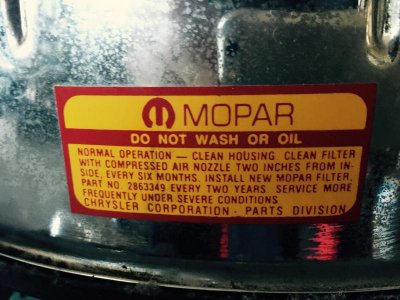 MOPAR
DO NOT WASH OR OIL
NORMAL OPERATION — CLEAN HOUSING. CLEAN FILTER
WITH COMPRESSED AIR NOZZLE TWO INCHES FROM IN-
SIDE, EVERY SIX MONTHS. INSTALL NEW MOPAR FILTER,
PART NO. 2863349 EVERY TWO YEARS. SERVICE MORE
FREQUENTLY UNDER SEVERE CONDITIONS
CHRYSLER CORPORATION - PARTS DIVISION